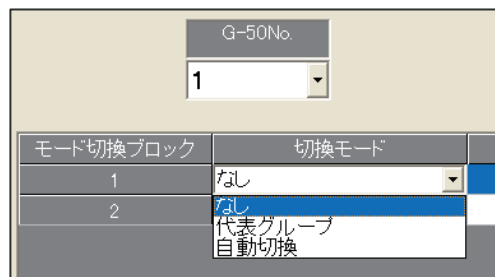 G-50No.
1
モード切換ブロック 切換モード
1 なし
2 なし
代表グループ
自動切換